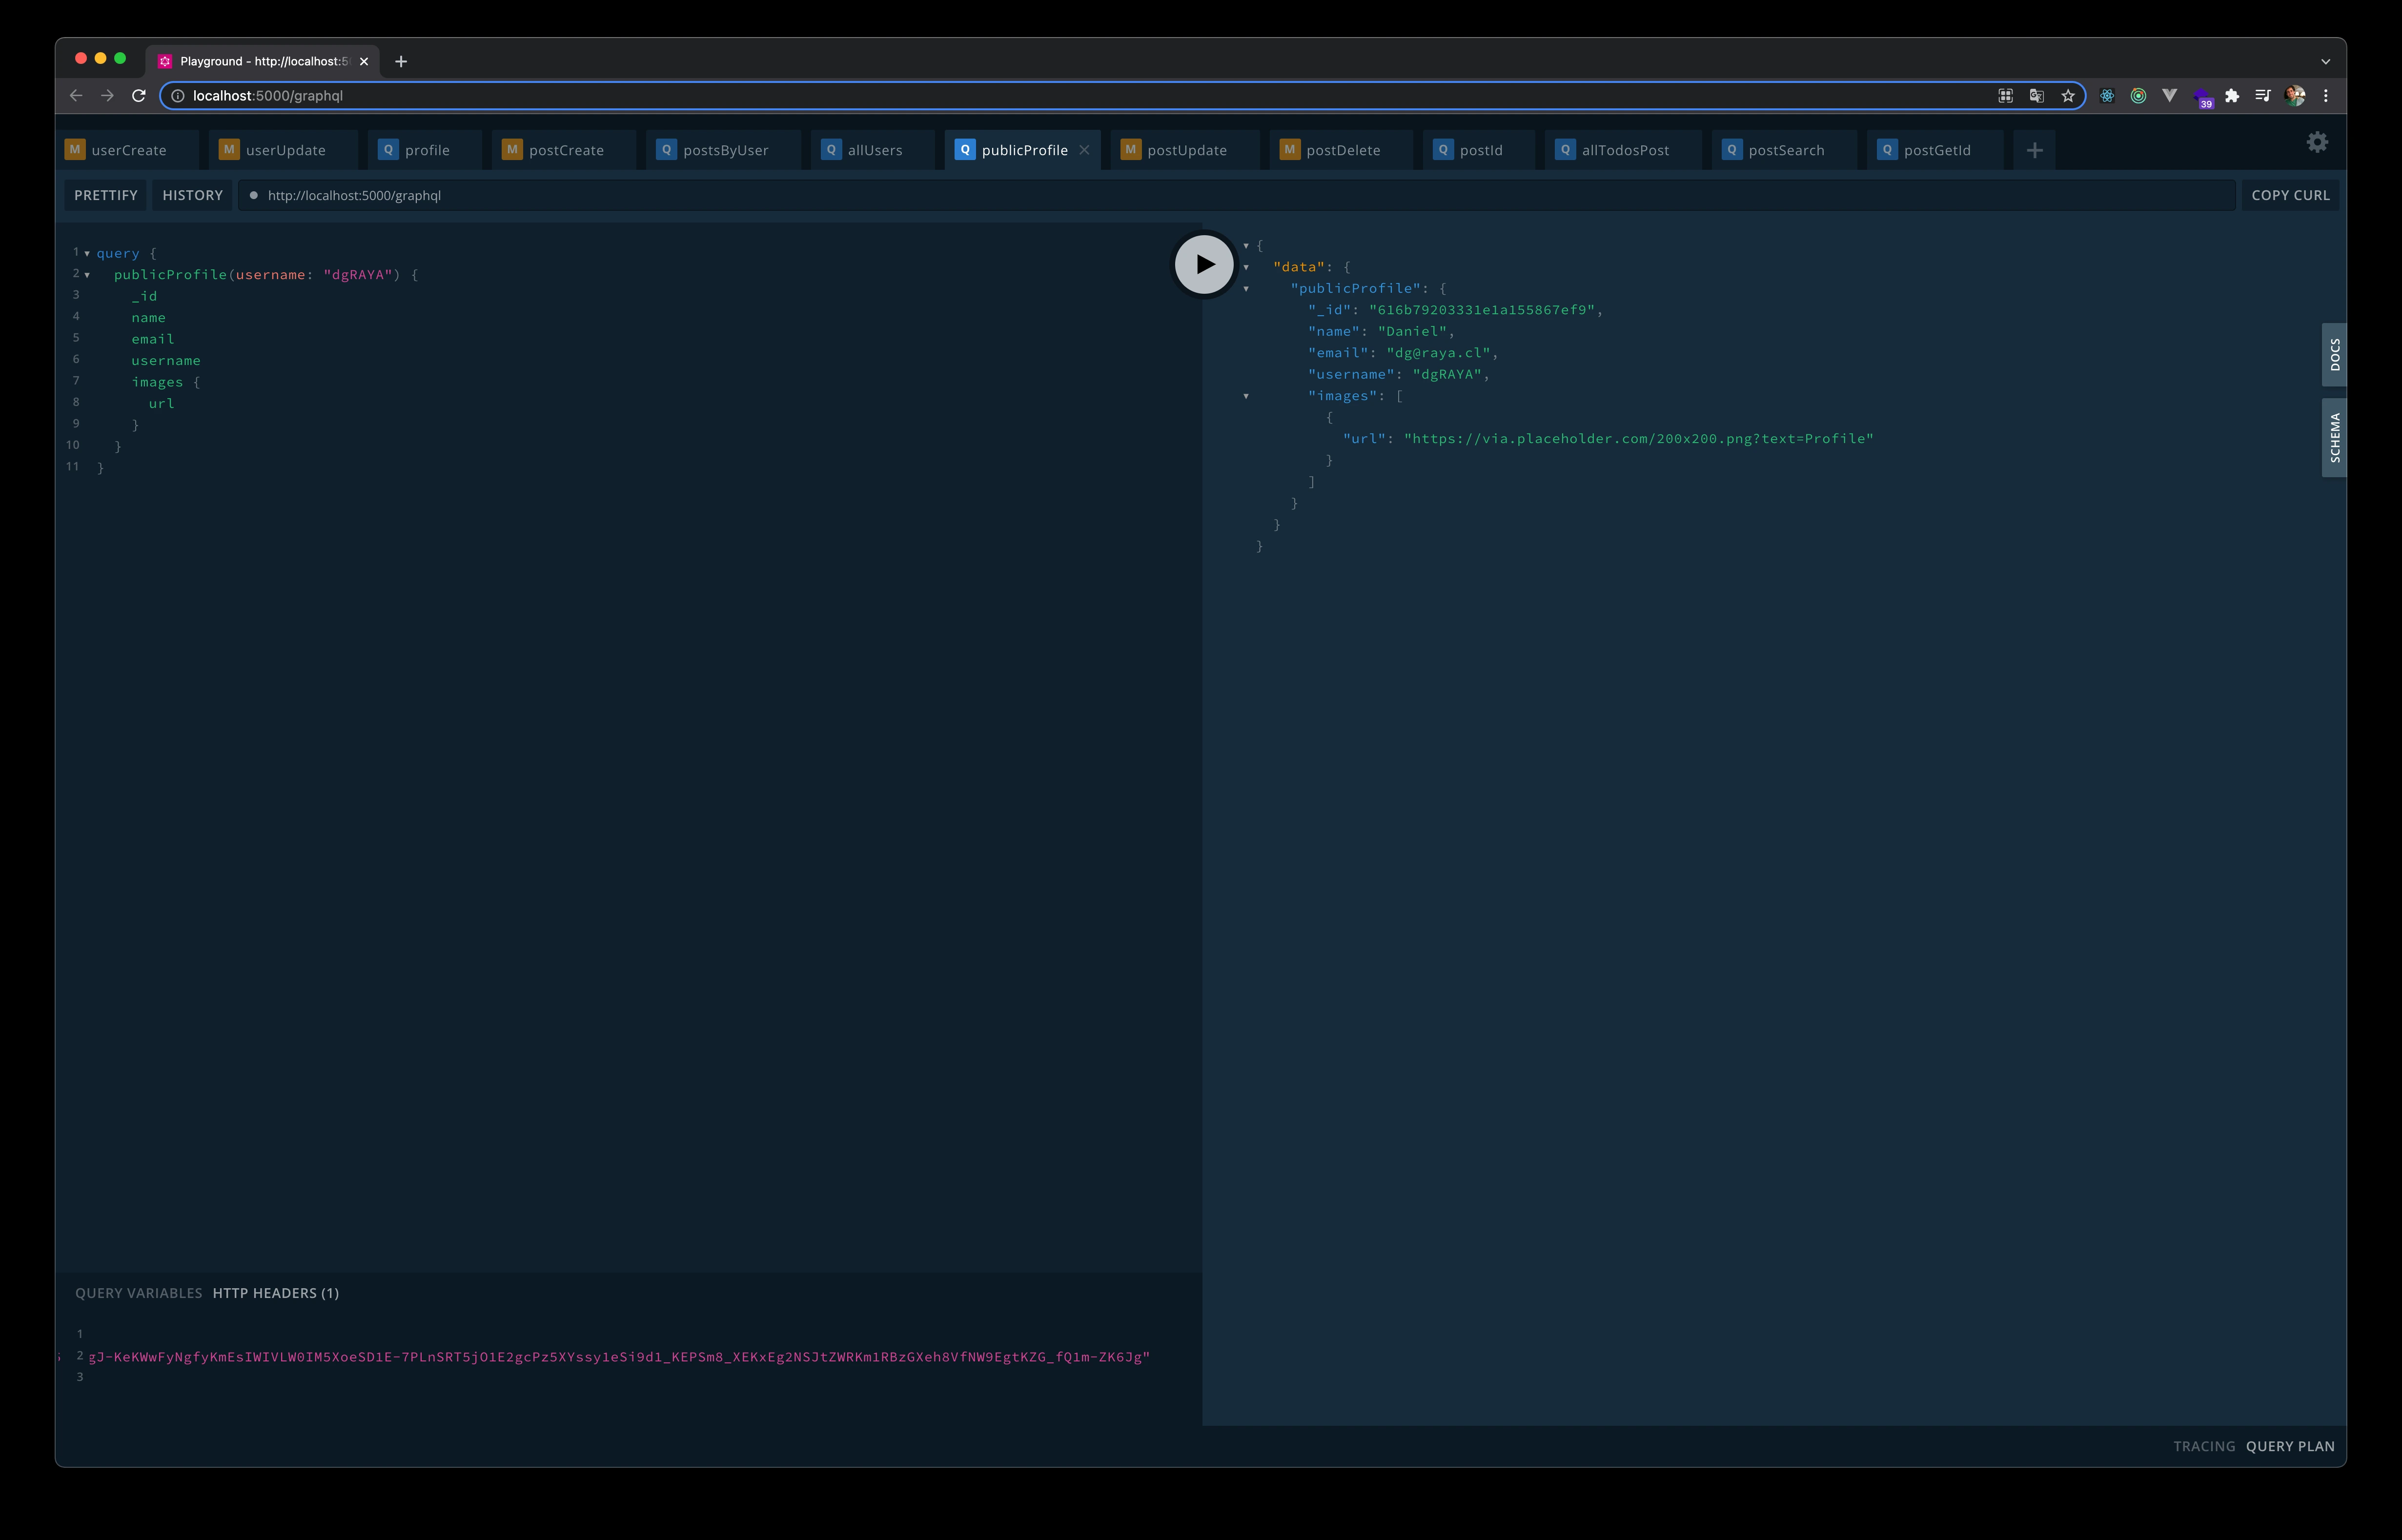 Playground - http://localhost:5
localhost:5000/graphql
39
M userCreate M userUpdate Q profile M postCreate Q postsByUser Q allUsers Q publicProfile M postUpdate M postDelete Q postId Q allTodosPost Q postSearch Q postGetId
PRETTIFY HISTORY http://localhost:5000/graphql COPY CURL
1 query {
2 publicProfile(username: "dgRAYA") {
3 _id
4 name
5 email
6 username
7 images {
8 url
9 }
10 }
11 }
{
"data": {
"publicProfile": {
"_id": "616b79203331e1a155867ef9",
"name": "Daniel",
"email": "dg@raya.cl",
"username": "dgRAYA",
"images": [
{
"url": "https://via.placeholder.com/200x200.png?text=Profile"
}
]
}
}
}
DOCS
SCHEMA
QUERY VARIABLES HTTP HEADERS (1)
1
2 gJ-KeKWwFyNgfyKmEsIWIVLW0IM5XoeSD1E-7PLnSRT5jO1E2gcPz5XYssy1eSi9d1_KEPSm8_XEKxEg2NSJtZWRKm1RBzGXeh8VfNW9EgtKZG_fQ1m-ZK6Jg"
3
TRACING QUERY PLAN